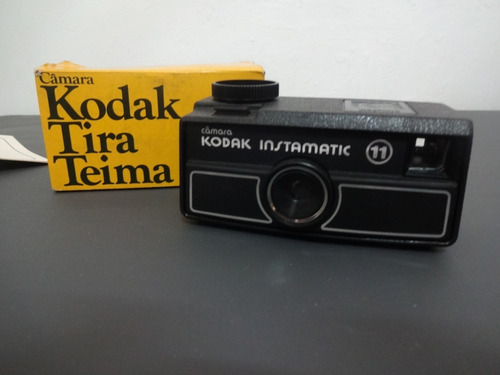 Câmara
Kodak
Tira
Teima
câmara
KODAK INSTAMATIC 11